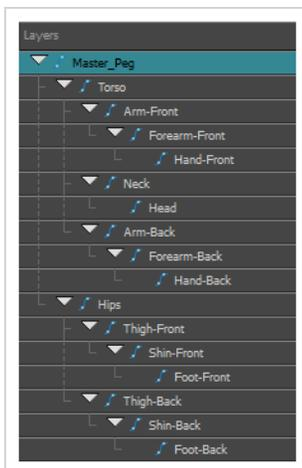 Layers
Master_Peg
Torso
Arm-Front
Forearm-Front
Hand-Front
Neck
Head
Arm-Back
Forearm-Back
Hand-Back
Hips
Thigh-Front
Shin-Front
Foot-Front
Thigh-Back
Shin-Back
Foot-Back